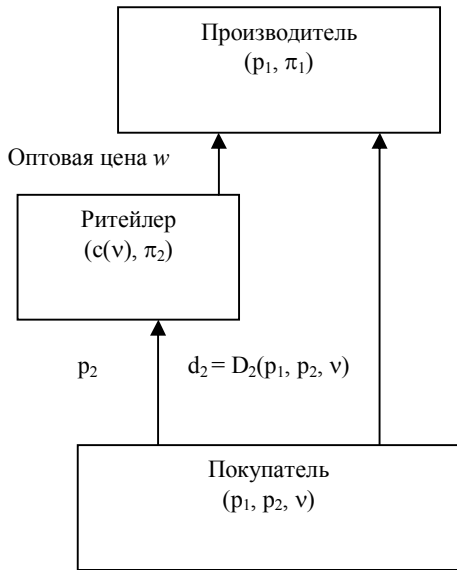 Производитель
(p₁, π₁)
Оптовая цена w
Ритейлер
(c(ν), π₂)
p₂
d₂ = D₂(p₁, p₂, ν)
Покупатель
(p₁, p₂, ν)